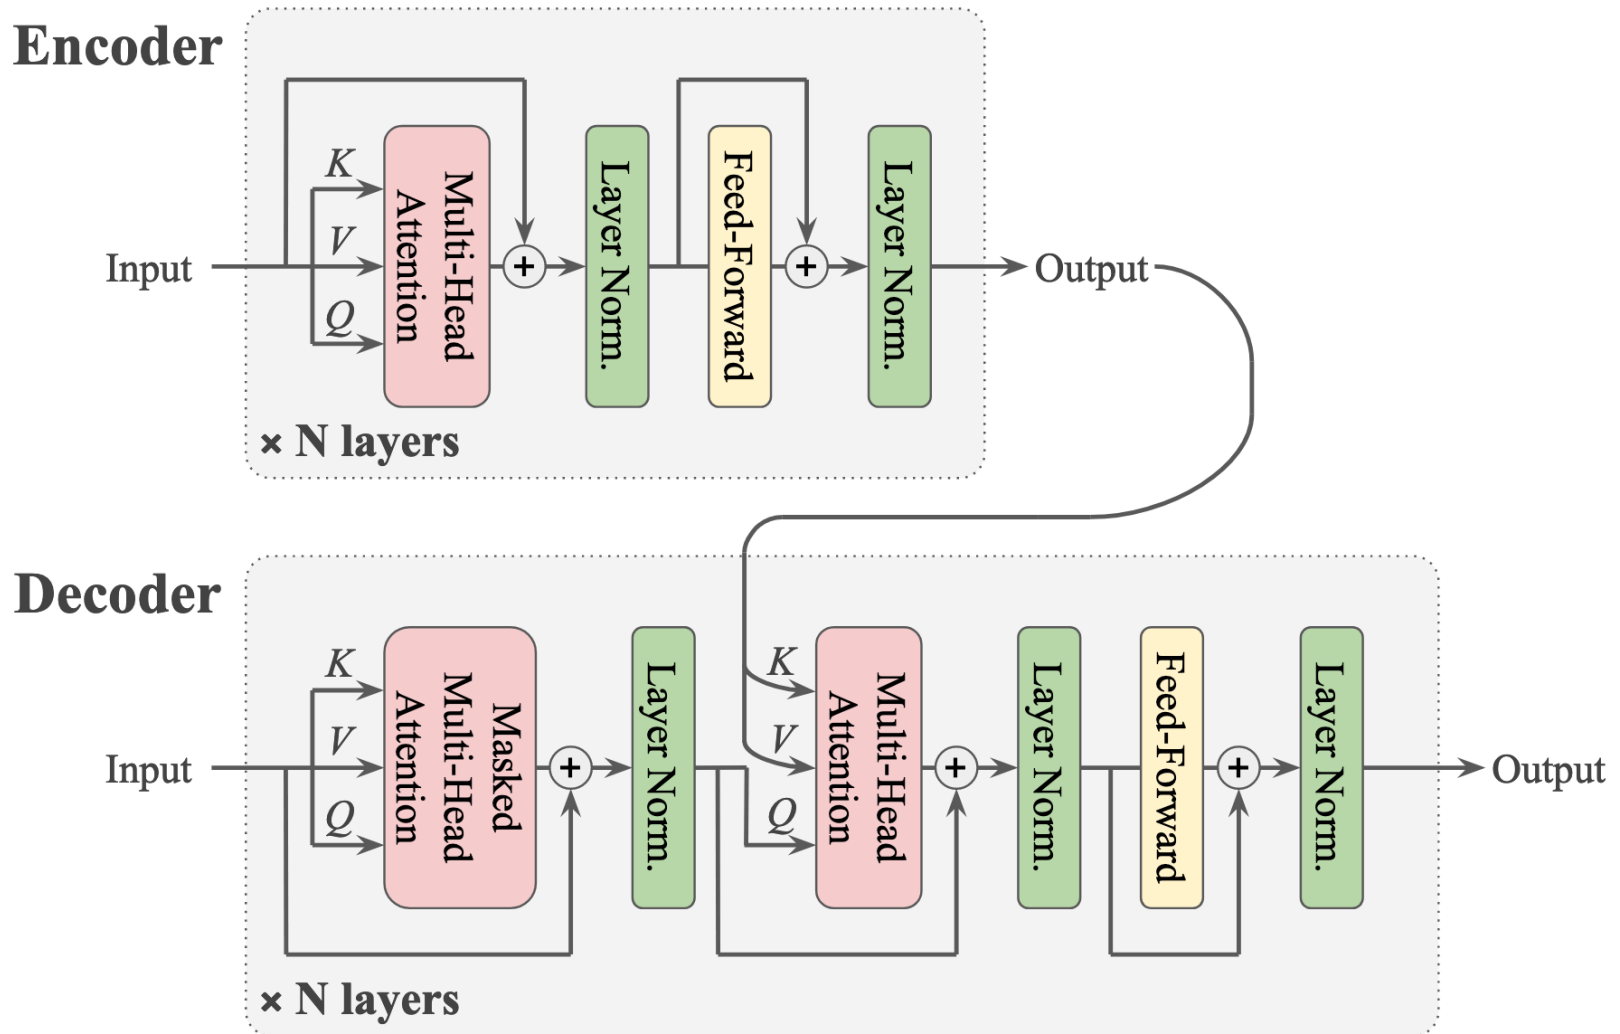 Encoder
K
V
Q
Input
Multi-Head
Attention
+
Layer Norm.
Feed-Forward
+
Layer Norm.
Output
× N layers
Decoder
K
V
Q
Input
Masked
Multi-Head
Attention
+
Layer Norm.
K
V
Q
Multi-Head
Attention
+
Layer Norm.
Feed-Forward
+
Layer Norm.
Output
× N layers